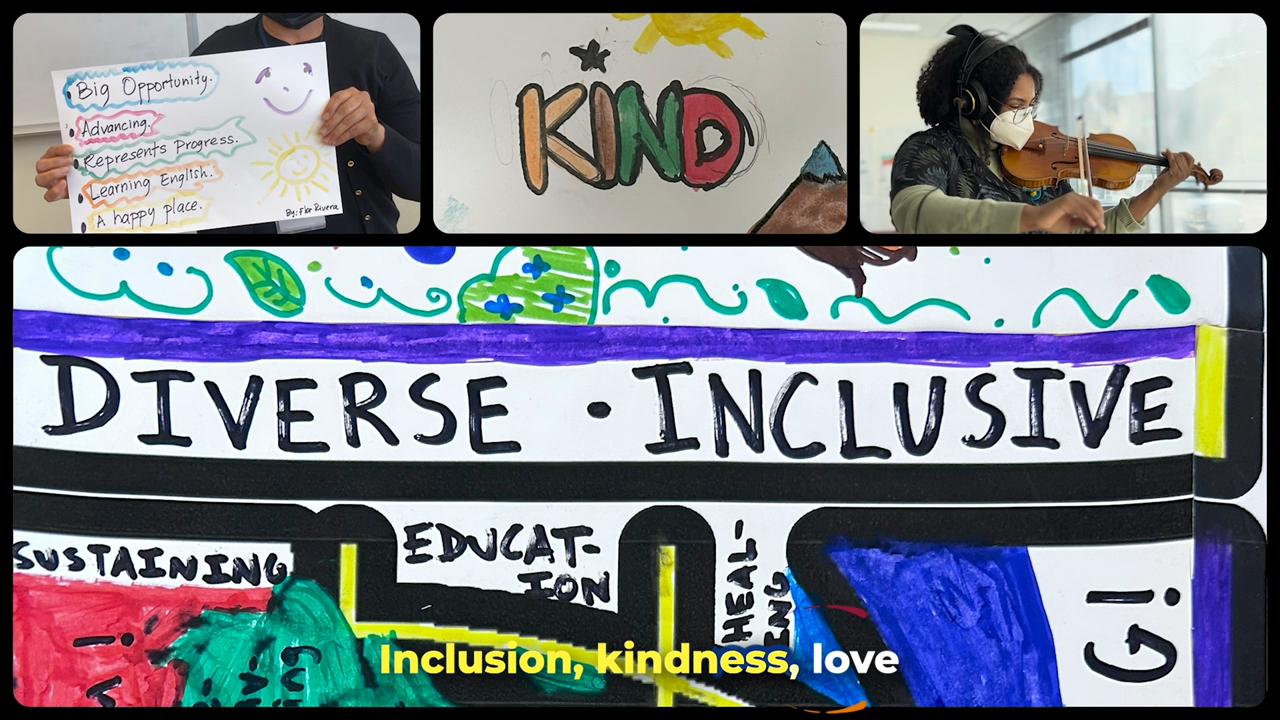 Big Opportunity.
Advancing.
Represents Progress.
Learning English.
A happy place.
By: Flor Rivera
KIND
DIVERSE • INCLUSIVE
SUSTAINING
EDUCAT-
ION
HEAL-
ING
G!
Inclusion, kindness, love